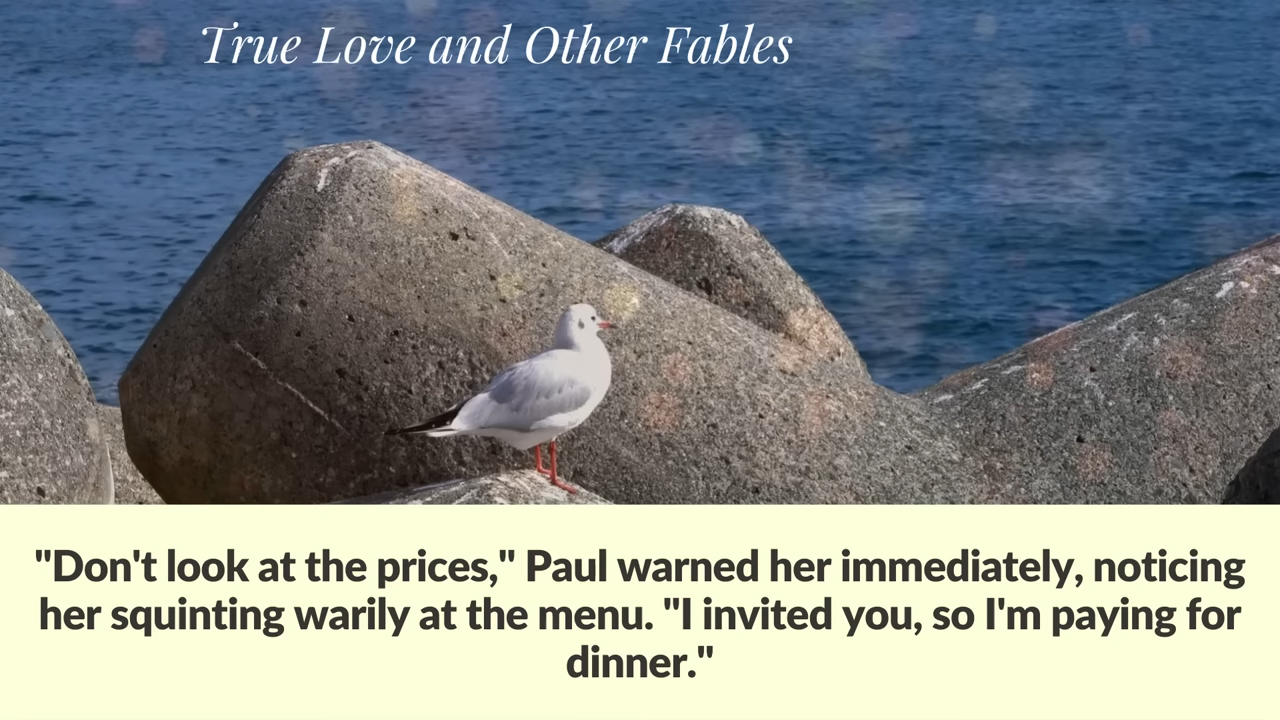 True Love and Other Fables
"Don't look at the prices," Paul warned her immediately, noticing
her squinting warily at the menu. "I invited you, so I'm paying for
dinner."